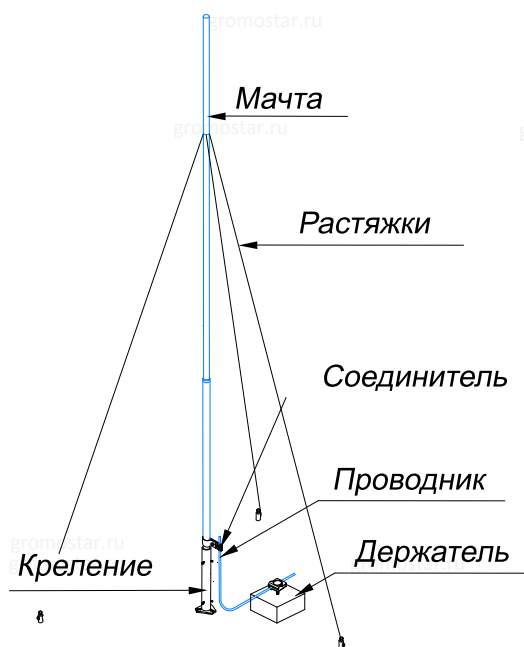 gromostar.ru
Мачта
gromostar.ru
Растяжки
Соединитель
Проводник
gromostar.ru
Держатель
Креление